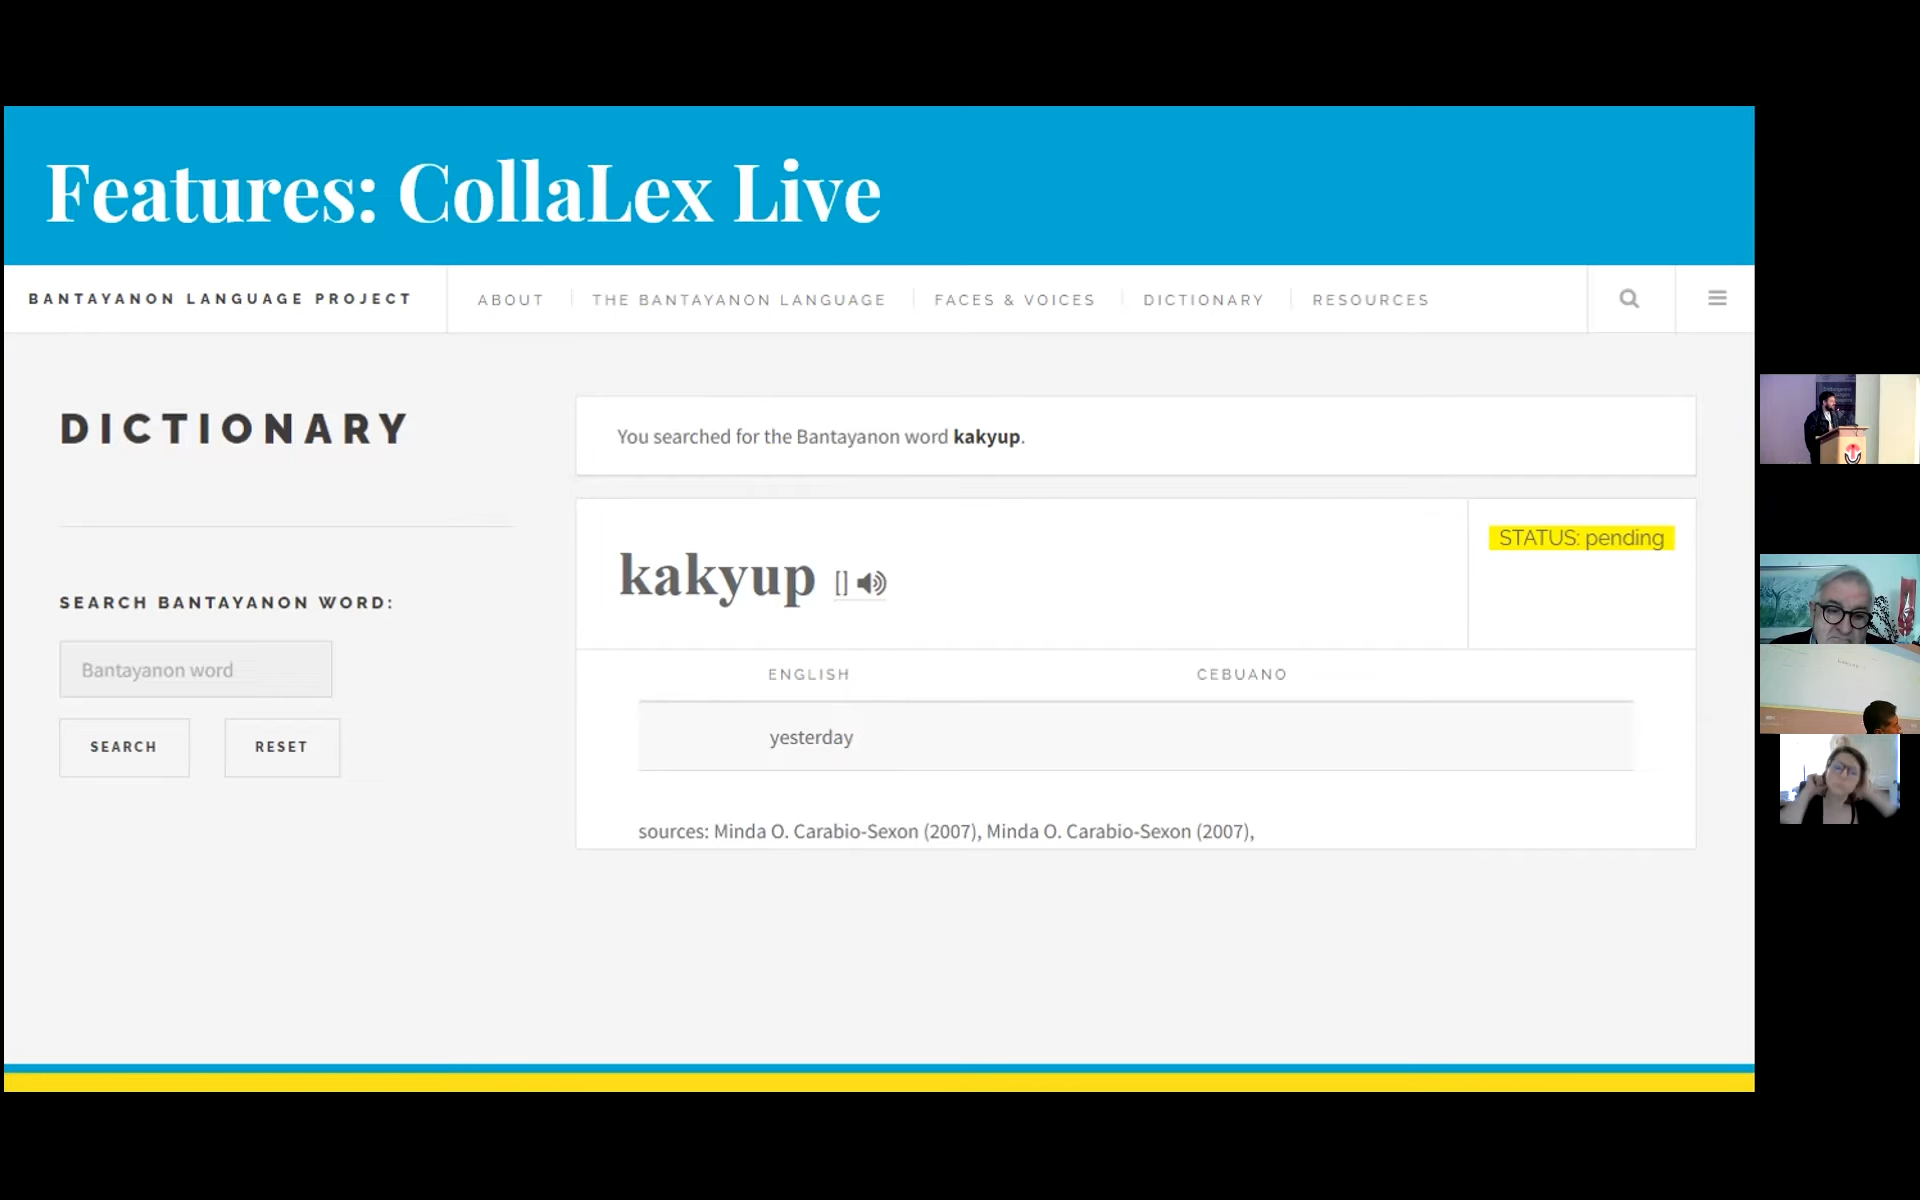 Features: CollaLex Live
BANTAYANON LANGUAGE PROJECT
ABOUT
THE BANTAYANON LANGUAGE
FACES & VOICES
DICTIONARY
RESOURCES
DICTIONARY
SEARCH BANTAYANON WORD:
Bantayanon word
SEARCH
RESET
You searched for the Bantayanon word kakyup.
kakyup []
STATUS: pending
ENGLISH
CEBUANO
yesterday
sources: Minda O. Carabio-Sexon (2007), Minda O. Carabio-Sexon (2007),